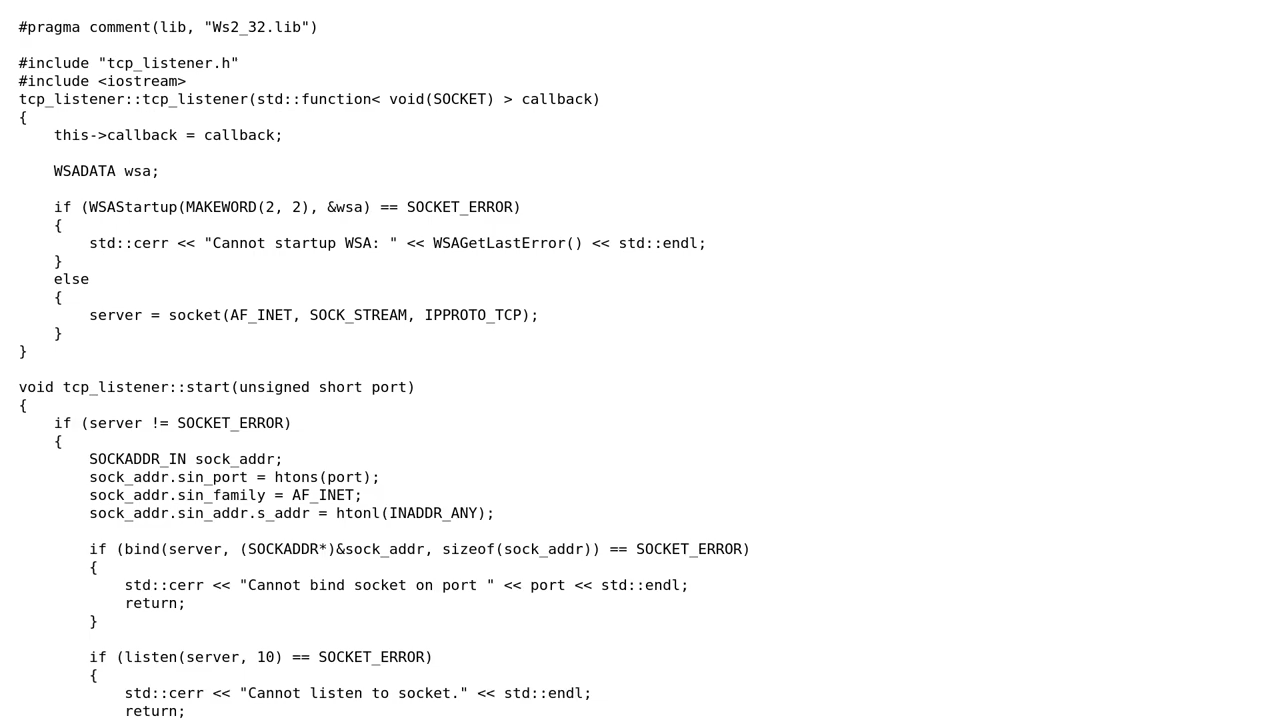 #pragma comment(lib, "Ws2_32.lib")

#include "tcp_listener.h"
#include <iostream>
tcp_listener::tcp_listener(std::function< void(SOCKET) > callback)
{
    this->callback = callback;

    WSADATA wsa;

    if (WSAStartup(MAKEWORD(2, 2), &wsa) == SOCKET_ERROR)
    {
        std::cerr << "Cannot startup WSA: " << WSAGetLastError() << std::endl;
    }
    else
    {
        server = socket(AF_INET, SOCK_STREAM, IPPROTO_TCP);
    }
}

void tcp_listener::start(unsigned short port)
{
    if (server != SOCKET_ERROR)
    {
        SOCKADDR_IN sock_addr;
        sock_addr.sin_port = htons(port);
        sock_addr.sin_family = AF_INET;
        sock_addr.sin_addr.s_addr = htonl(INADDR_ANY);

        if (bind(server, (SOCKADDR*)&sock_addr, sizeof(sock_addr)) == SOCKET_ERROR)
        {
            std::cerr << "Cannot bind socket on port " << port << std::endl;
            return;
        }

        if (listen(server, 10) == SOCKET_ERROR)
        {
            std::cerr << "Cannot listen to socket." << std::endl;
            return;